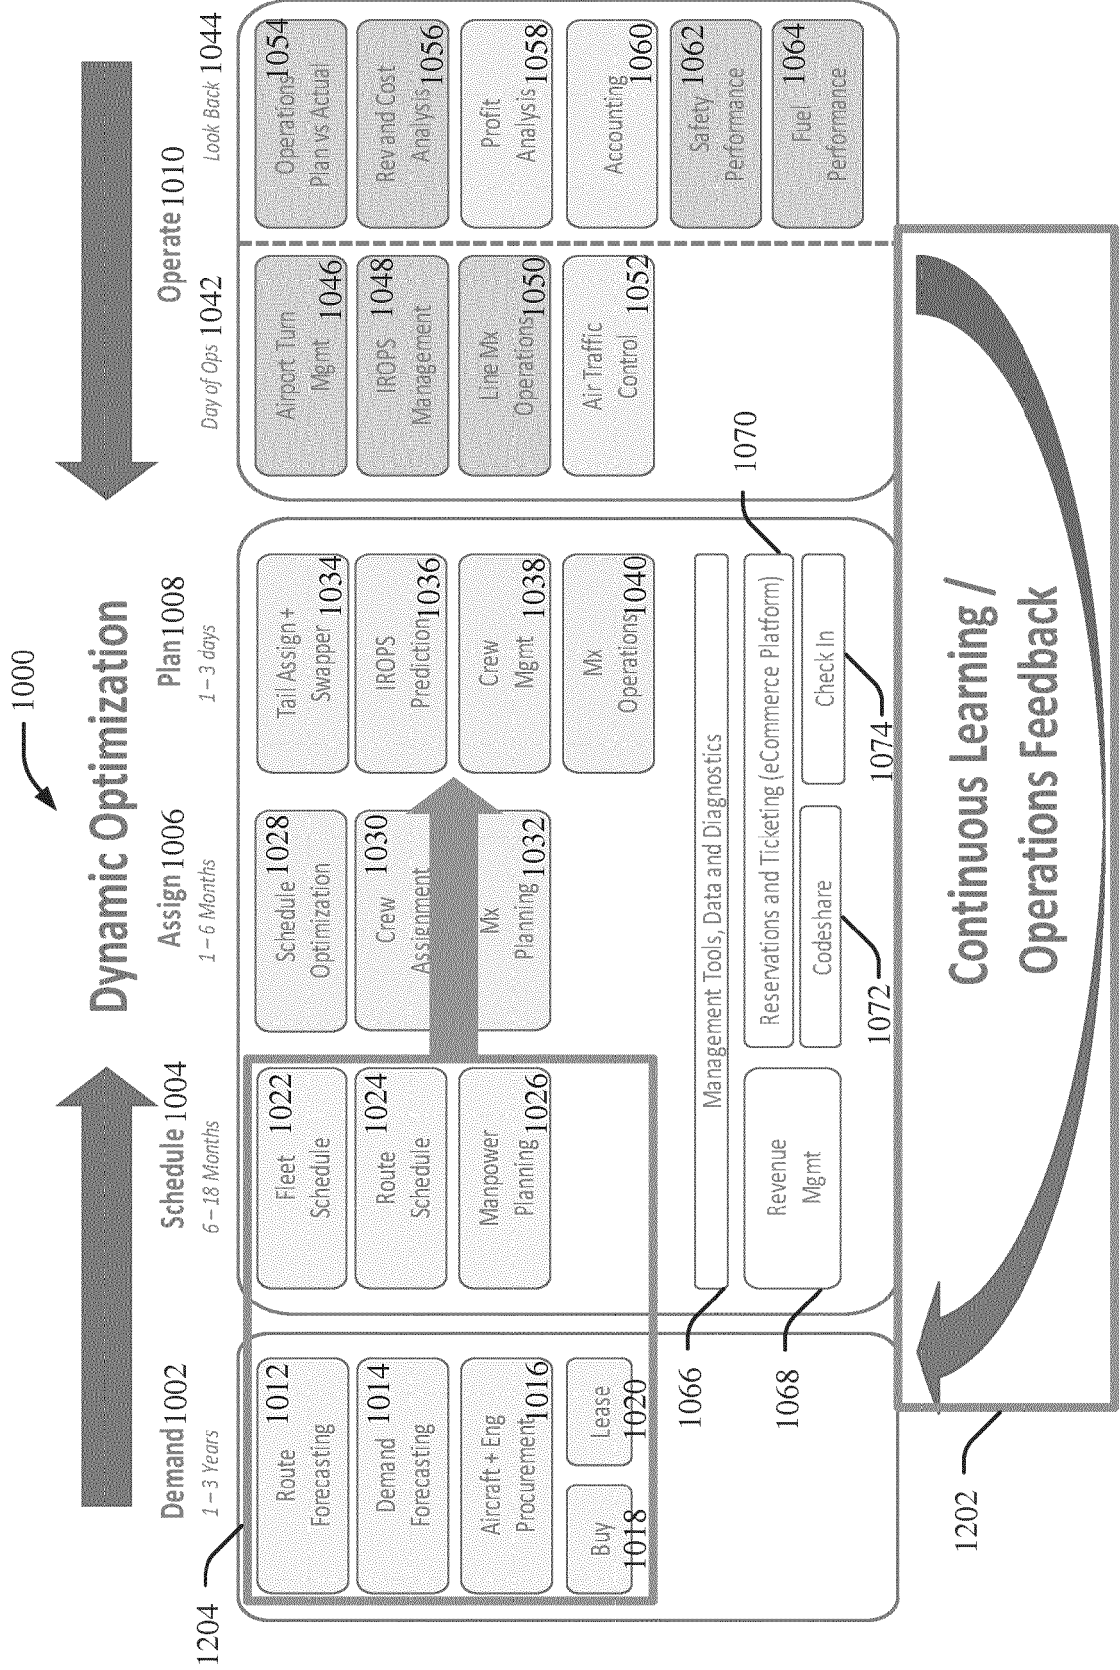 1000
Dynamic Optimization
Demand 1002
1 – 3 Years
Schedule 1004
6 – 18 Months
Assign 1006
1 – 6 Months
Plan 1008
1 – 3 days
Operate 1010
Day of Ops 1042
Look Back 1044
1204
Route 1012
Forecasting
Demand 1014
Forecasting
Aircraft + Eng
Procurement 1016
Buy
1018
Lease
1020
Fleet 1022
Schedule
Route 1024
Schedule
Manpower
Planning 1026
Schedule 1028
Optimization
Crew 1030
Assignment
Mx
Planning 1032
Tail Assign +
Swapper 1034
IROPS
Prediction 1036
Crew
Mgmt 1038
Mx
Operations 1040
Airport Turn
Mgmt 1046
IROPS 1048
Management
Line Mx
Operations 1050
Air Traffic
Control 1052
Operations 1054
Plan vs Actual
Rev and Cost
Analysis 1056
Profit
Analysis 1058
Accounting 1060
Safety 1062
Performance
Fuel 1064
Performance
1066
Management Tools, Data and Diagnostics
1068
Revenue
Mgmt
Reservations and Ticketing (eCommerce Platform)
1070
Codeshare
1072
Check In
1074
Continuous Learning /
Operations Feedback
1202